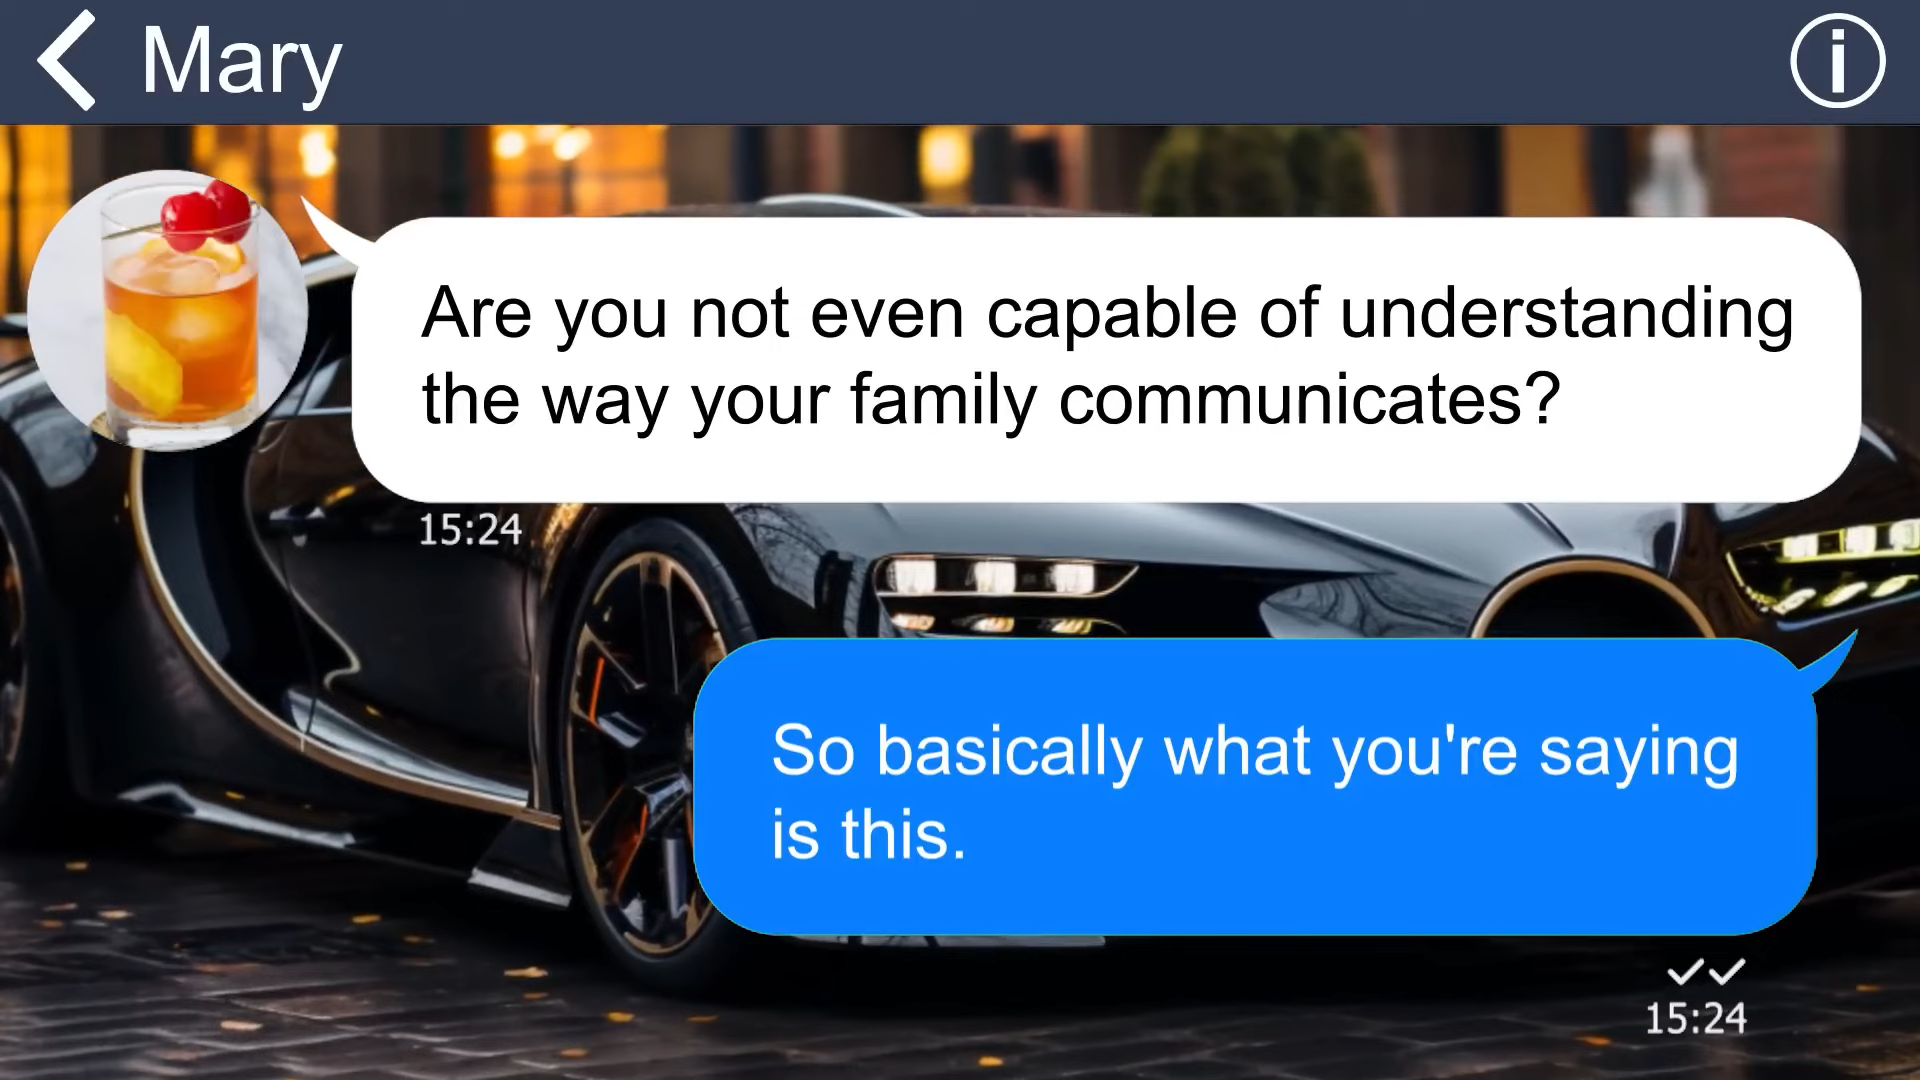 Mary
Are you not even capable of understanding
the way your family communicates?
15:24
So basically what you're saying
is this.
15:24